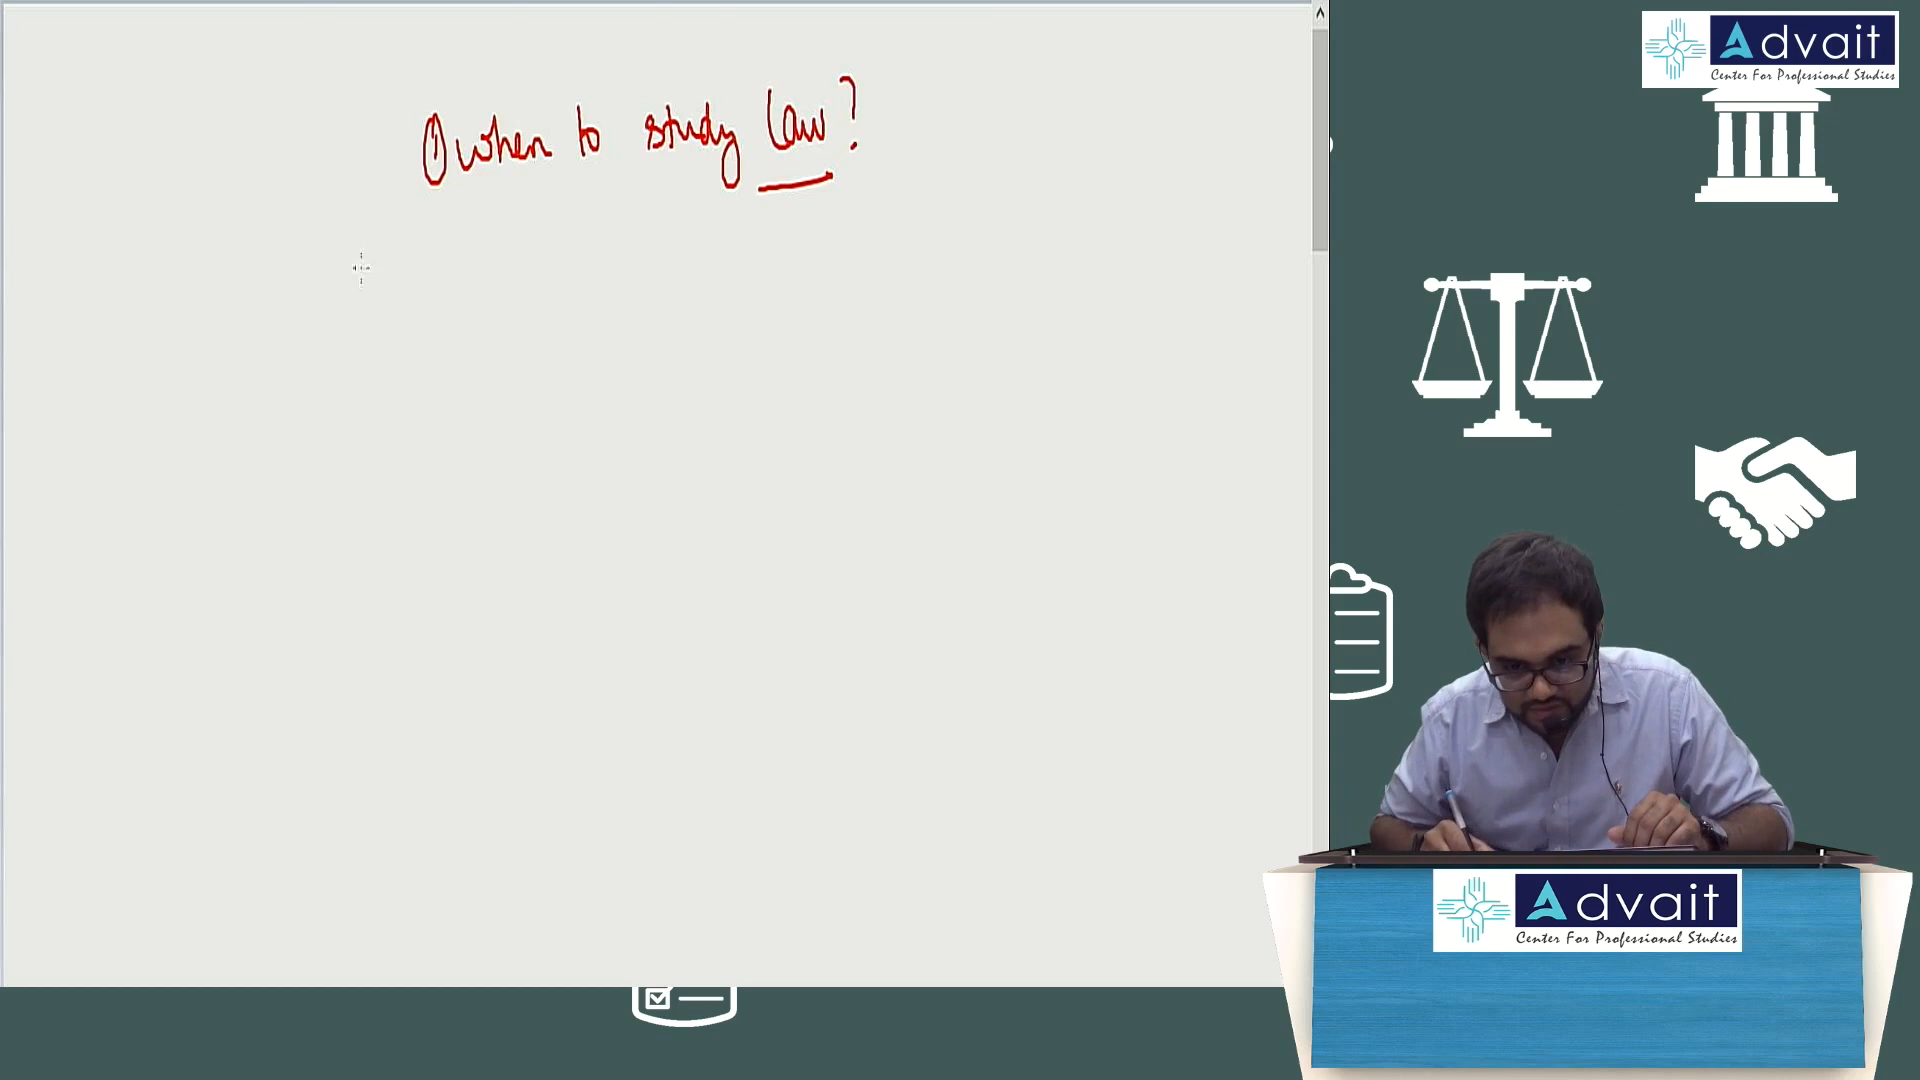 ① when to study law?
Advait
Center For Professional Studies
Advait
Center For Professional Studies